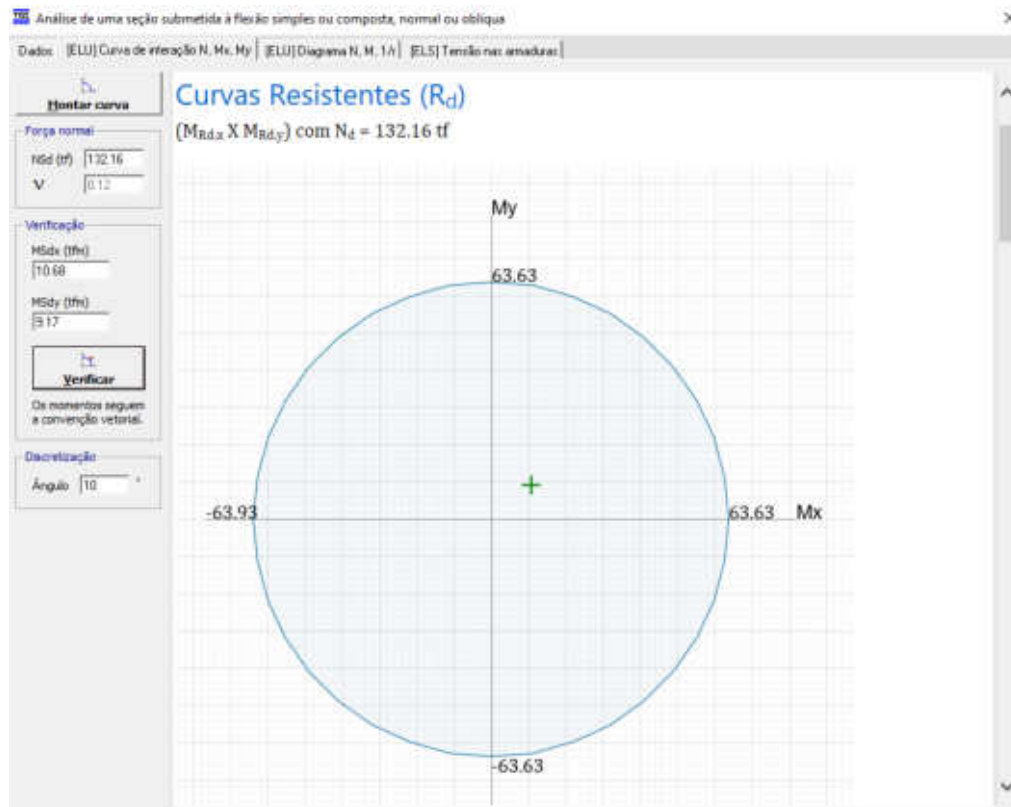 TQS Análise de uma seção submetida à flexão simples ou composta, normal ou oblíqua
Dados [ELU] Curva de interação N, Mx, My [ELU] Diagrama N, M, 1/r [ELS] Tensão nas armaduras
Montar curva
Força normal
NSd (tf) 132.16
ν 0.12
Verificação
MSdx (tfm)
10.68
MSdy (tfm)
9.17
Verificar
Os momentos seguem
a convenção vetorial.
Discretização
Ângulo 10 °
Curvas Resistentes (Rd)
(MRd,x X MRd,y) com Nd = 132.16 tf
My
63.63
-63.93
63.63 Mx
-63.63